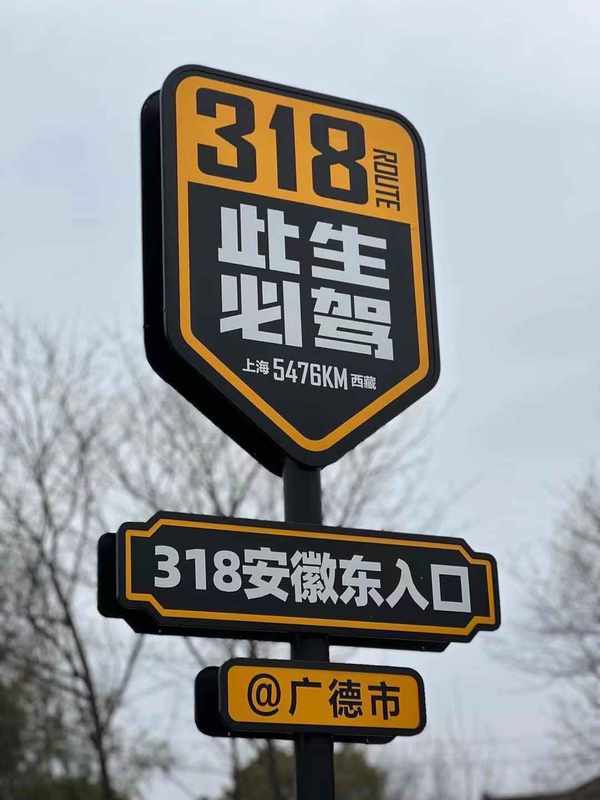 318 ROUTE
此生
必驾
上海 5476KM 西藏
318安徽东入口
@广德市